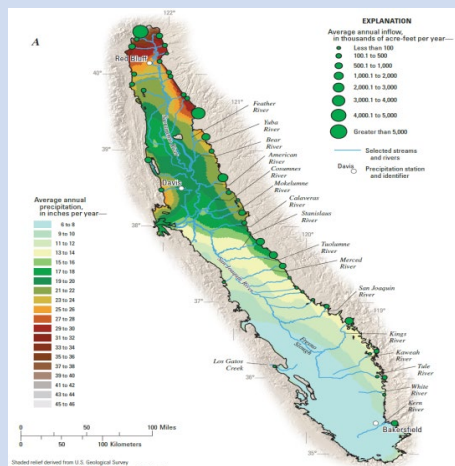 122°
A
Red Bluff
40°
121°
Feather
River
Yuba
River
Bear
River
American
River
Cosumnes
River
Mokelumne
River
Calaveras
River
Stanislaus
River
39°
Davis
38°
120°
Tuolumne
River
Merced
River
San Joaquin River
San Joaquin
River
119°
37°
Kings
River
Kaweah
River
Tule
River
White
River
Kern
River
Fresno
Slough
Los Gatos
Creek
36°
Bakersfield
35°
EXPLANATION
Average annual inflow,
in thousands of acre-feet per year—
Less than 100
100.1 to 500
500.1 to 1,000
1,000.1 to 2,000
2,000.1 to 3,000
3,000.1 to 4,000
4,000.1 to 5,000
Greater than 5,000
Selected streams
and rivers
Davis
Precipitation station
and identifier
Average annual
precipitation,
in inches per year—
6 to 8
9 to 10
11 to 12
13 to 14
15 to 16
17 to 18
19 to 20
21 to 22
23 to 24
25 to 26
27 to 28
29 to 30
31 to 32
33 to 34
35 to 36
37 to 38
39 to 40
41 to 42
43 to 44
45 to 46
0 50 100 Miles
0 50 100 Kilometers
Shaded relief derived from U.S. Geological Survey